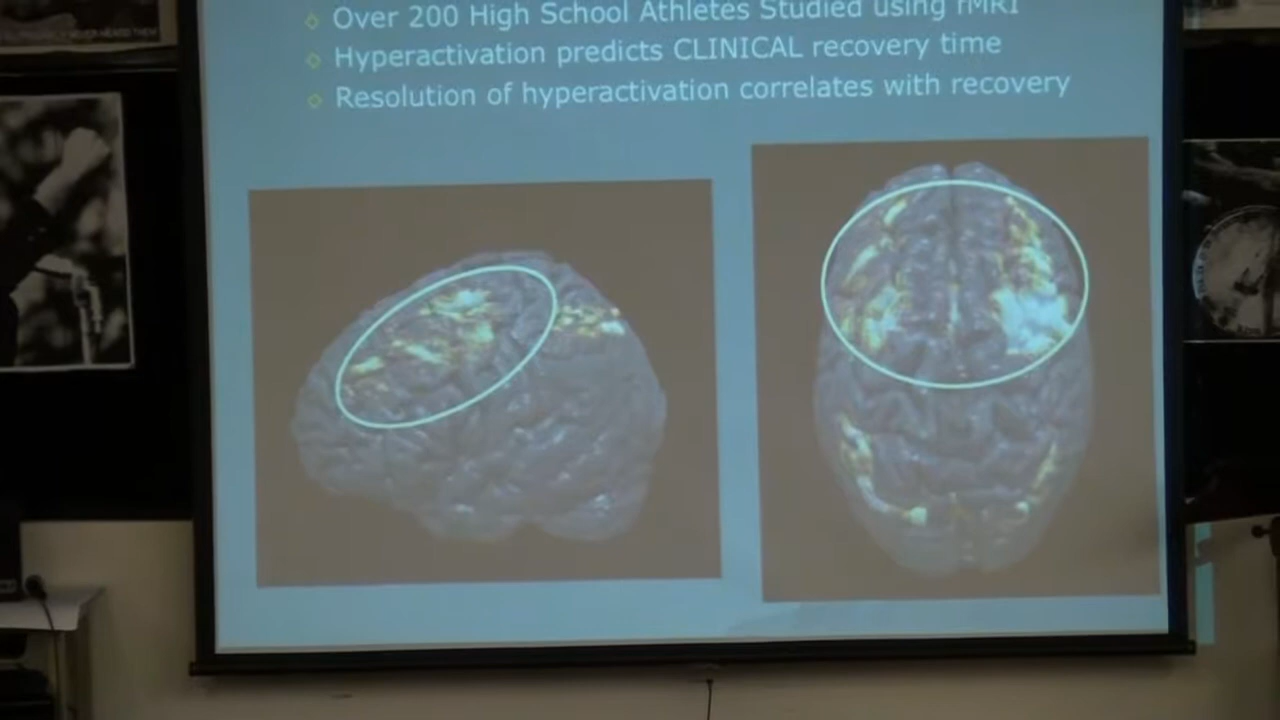 Over 200 High School Athletes Studied using fMRI
Hyperactivation predicts CLINICAL recovery time
Resolution of hyperactivation correlates with recovery